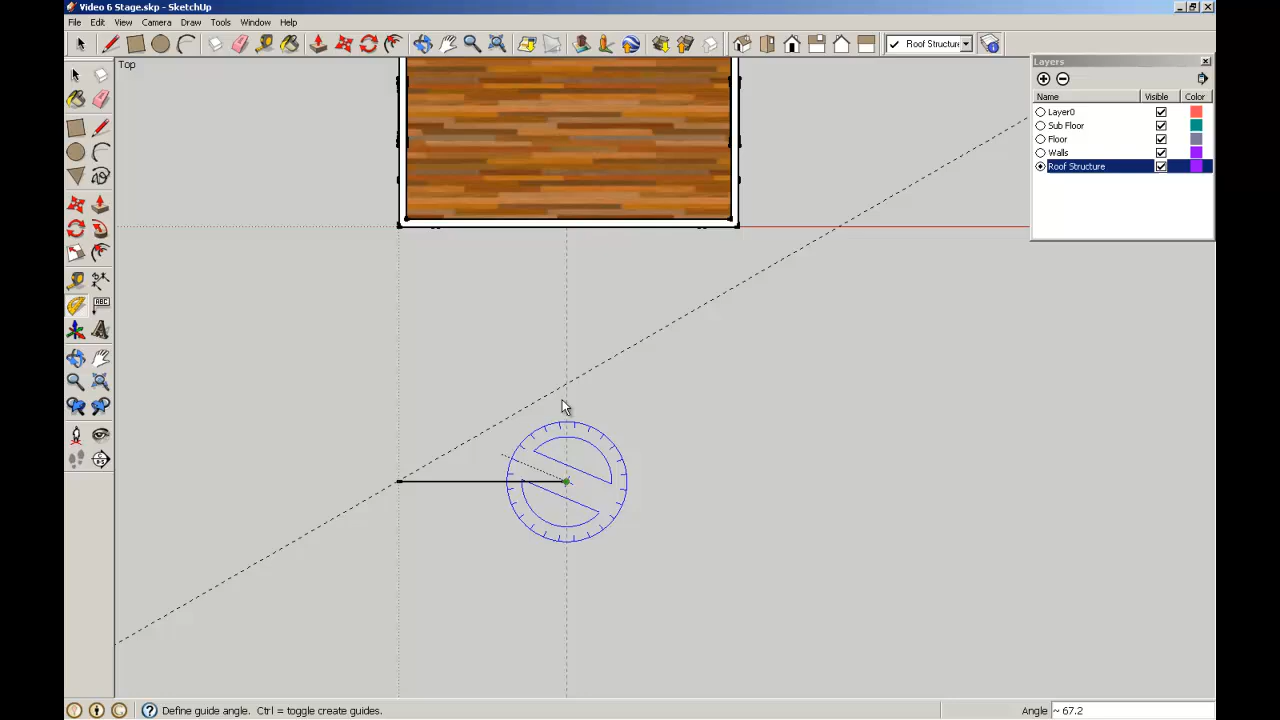 Video 6 Stage.skp - SketchUp
File Edit View Camera Draw Tools Window Help
Roof Structure
Top
Layers
Name Visible Color
Layer0
Sub Floor
Floor
Walls
Roof Structure
ABC
Define guide angle. Ctrl = toggle create guides.
Angle ~ 67.2